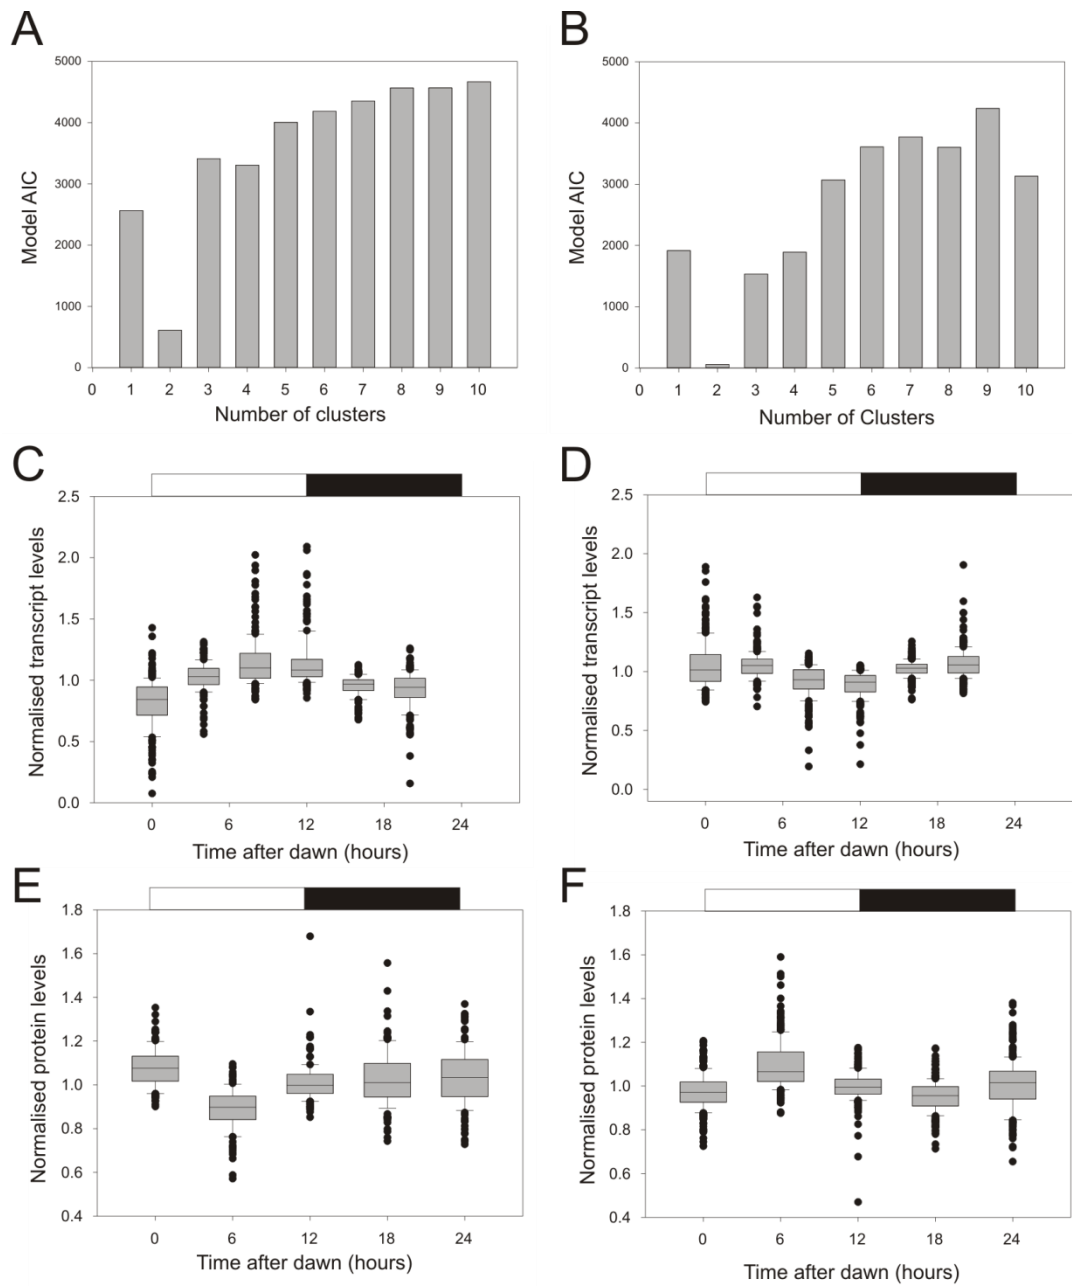 A
5000
4000
3000
2000
1000
0
Model AIC
0 1 2 3 4 5 6 7 8 9 10
Number of clusters
B
5000
4000
3000
2000
1000
0
Model AIC
0 1 2 3 4 5 6 7 8 9 10
Number of Clusters
C
2.5
2.0
1.5
1.0
0.5
0.0
Normalised transcript levels
0 6 12 18 24
Time after dawn (hours)
D
2.5
2.0
1.5
1.0
0.5
0.0
Normalised transcript levels
0 6 12 18 24
Time after dawn (hours)
E
1.8
1.6
1.4
1.2
1.0
0.8
0.6
0.4
Normalised protein levels
0 6 12 18 24
Time after dawn (hours)
F
1.8
1.6
1.4
1.2
1.0
0.8
0.6
0.4
Normalised protein levels
0 6 12 18 24
Time after dawn (hours)